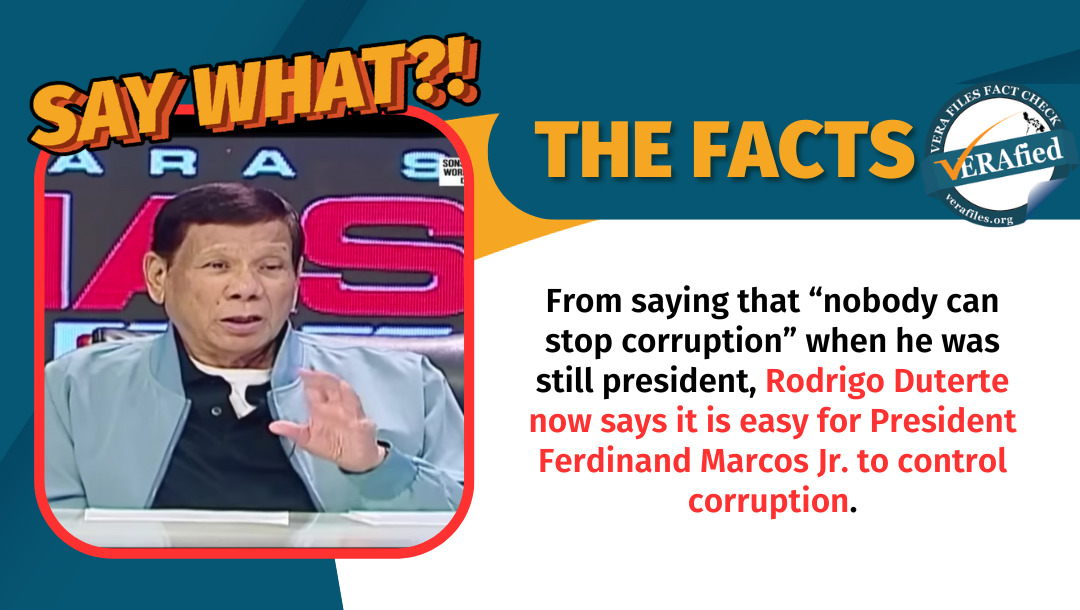 SAY WHAT?!
ARA S
SONS
WOR
AS
THE FACTS
VERA FILES FACT CHECK
VERAfied
verafiles.org
From saying that “nobody can
stop corruption” when he was
still president, Rodrigo Duterte
now says it is easy for President
Ferdinand Marcos Jr. to control
corruption.